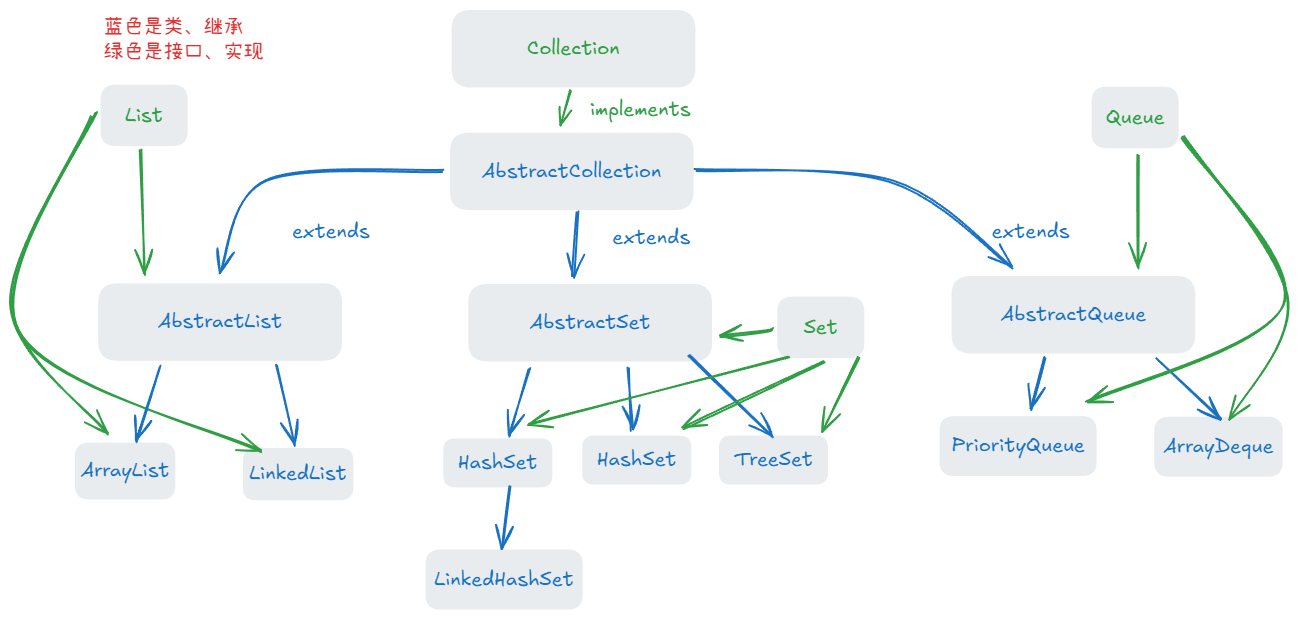 蓝色是类、继承
绿色是接口、实现
Collection
List
implements
Queue
AbstractCollection
extends
extends
extends
AbstractList
AbstractSet
Set
AbstractQueue
ArrayList
LinkedList
HashSet
HashSet
TreeSet
PriorityQueue
ArrayDeque
LinkedHashSet